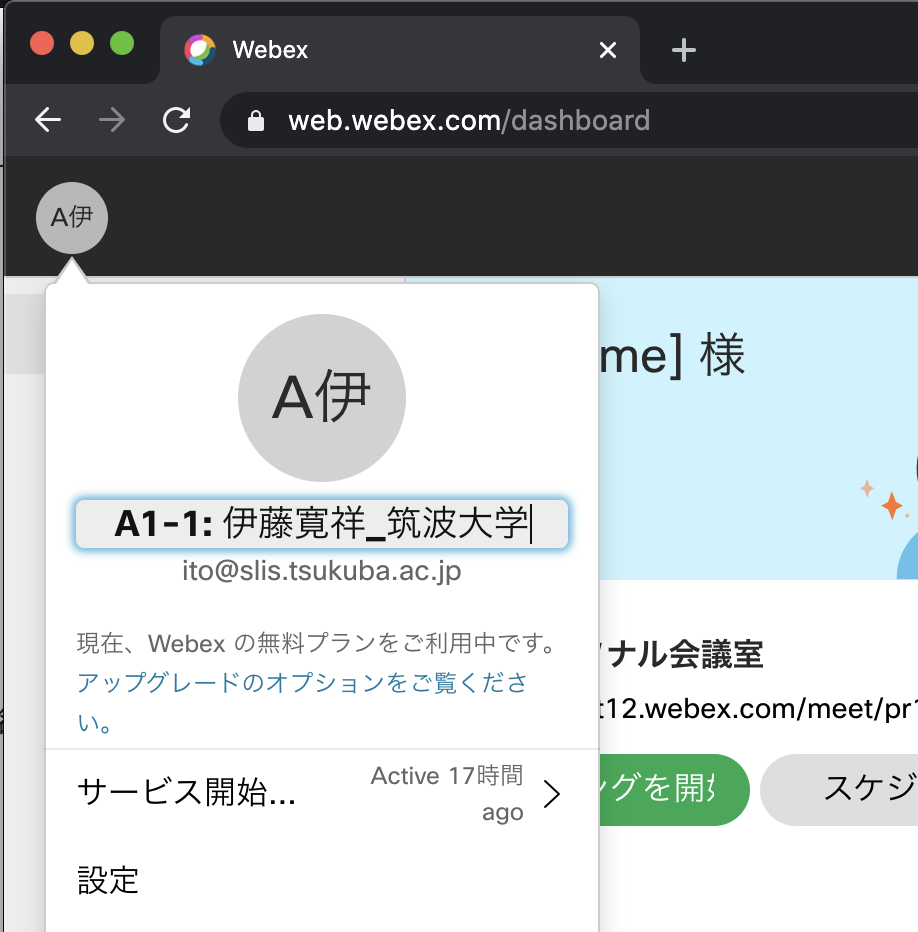 Webex
web.webex.com/dashboard
A伊
me] 様
A伊
A1-1: 伊藤寛祥_筑波大学
ito@slis.tsukuba.ac.jp
現在、Webex の無料プランをご利用中です。
アップグレードのオプションをご覧くださ
い。
ナル会議室
t12.webex.com/meet/pr1
サービス開始...
Active 17時間
ago
グを開
スケジ
設定